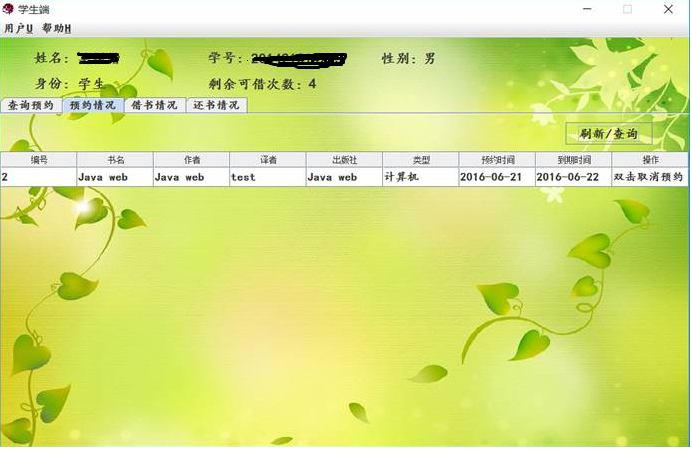 学生端
用户U 帮助H
姓名: 学号: 性别: 男
身份: 学生 剩余可借次数: 4
查询预约 预约情况 借书情况 还书情况
刷新/查询
编号 书名 作者 译者 出版社 类型 预约时间 到期时间 操作
2 Java web Java web test Java web 计算机 2016-06-21 2016-06-22 双击取消预约